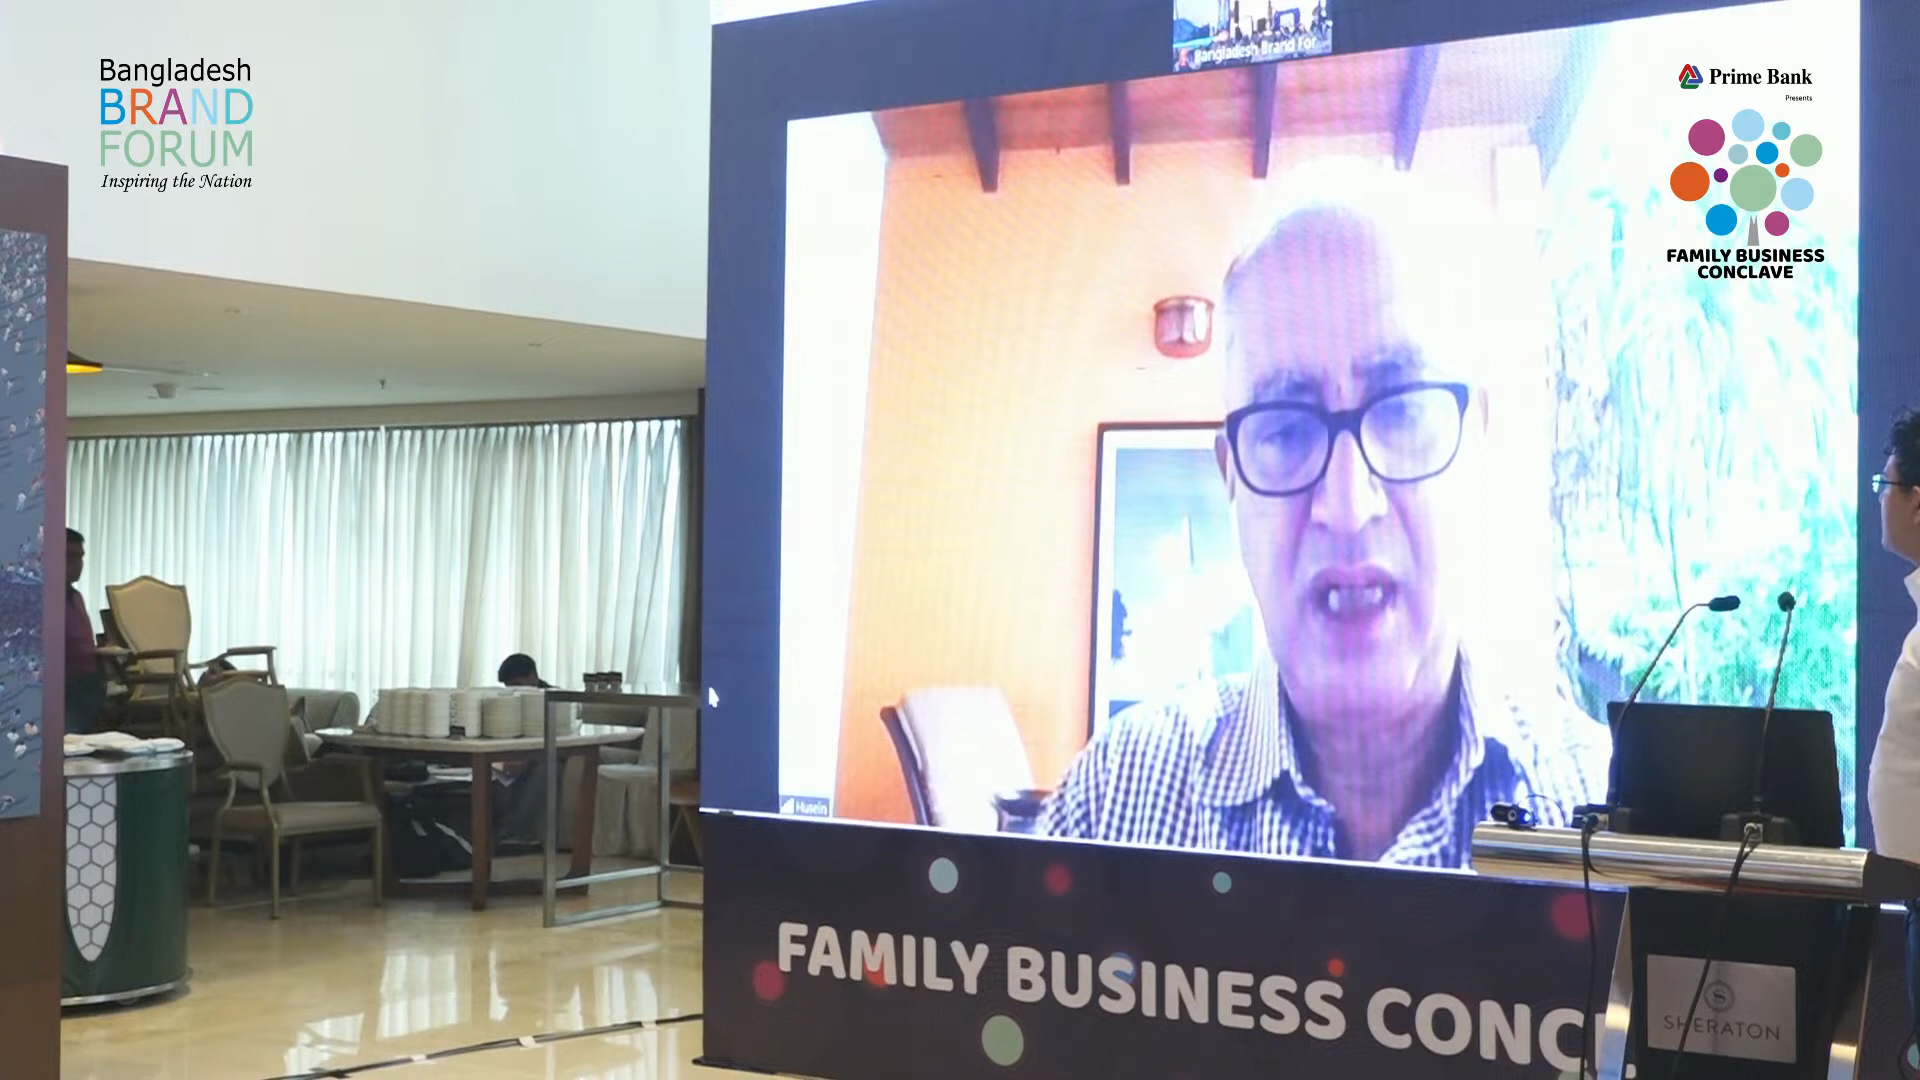 Bangladesh
BRAND
FORUM
Inspiring the Nation
Bangladesh Brand For
Prime Bank
Presents
FAMILY BUSINESS
CONCLAVE
Husein
FAMILY BUSINESS CONC
SHERATON